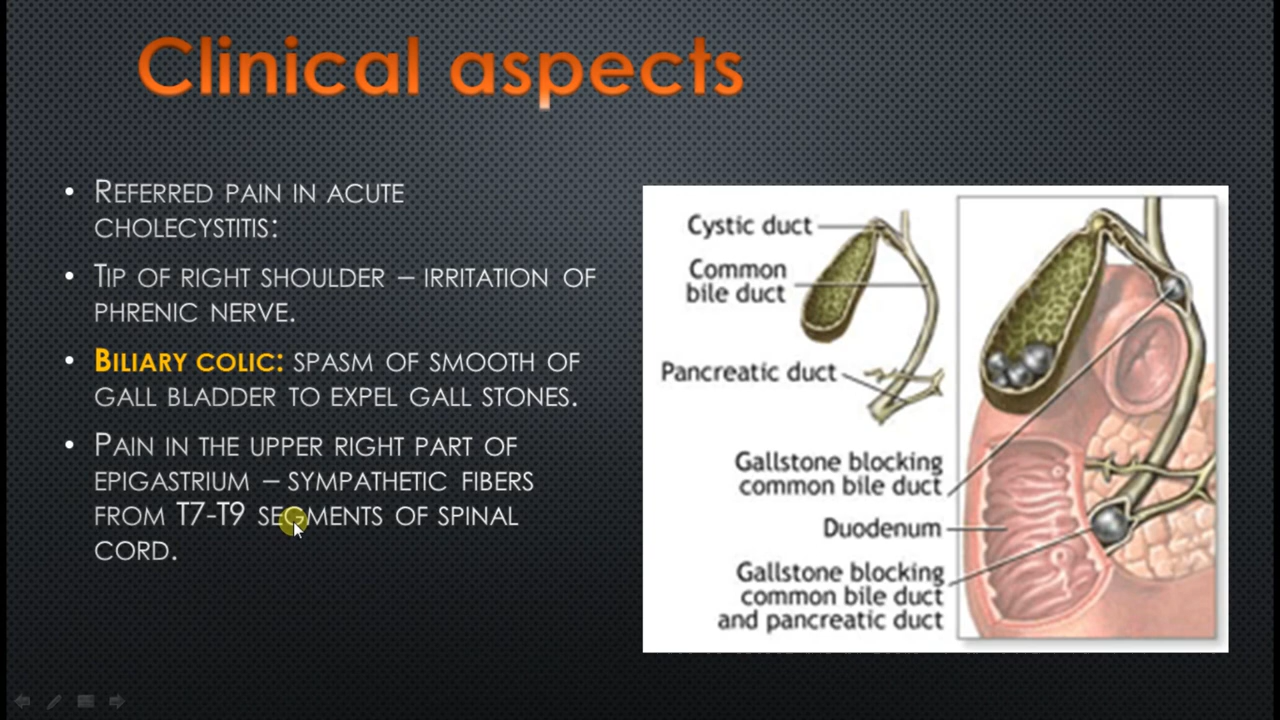 Clinical aspects
• Referred pain in acute
cholecystitis:
• Tip of right shoulder – irritation of
phrenic nerve.
• Biliary colic: spasm of smooth of
gall bladder to expel gall stones.
• Pain in the upper right part of
epigastrium – sympathetic fibers
from T7-T9 segments of spinal
cord.
Cystic duct
Common
bile duct
Pancreatic duct
Gallstone blocking
common bile duct
Duodenum
Gallstone blocking
common bile duct
and pancreatic duct